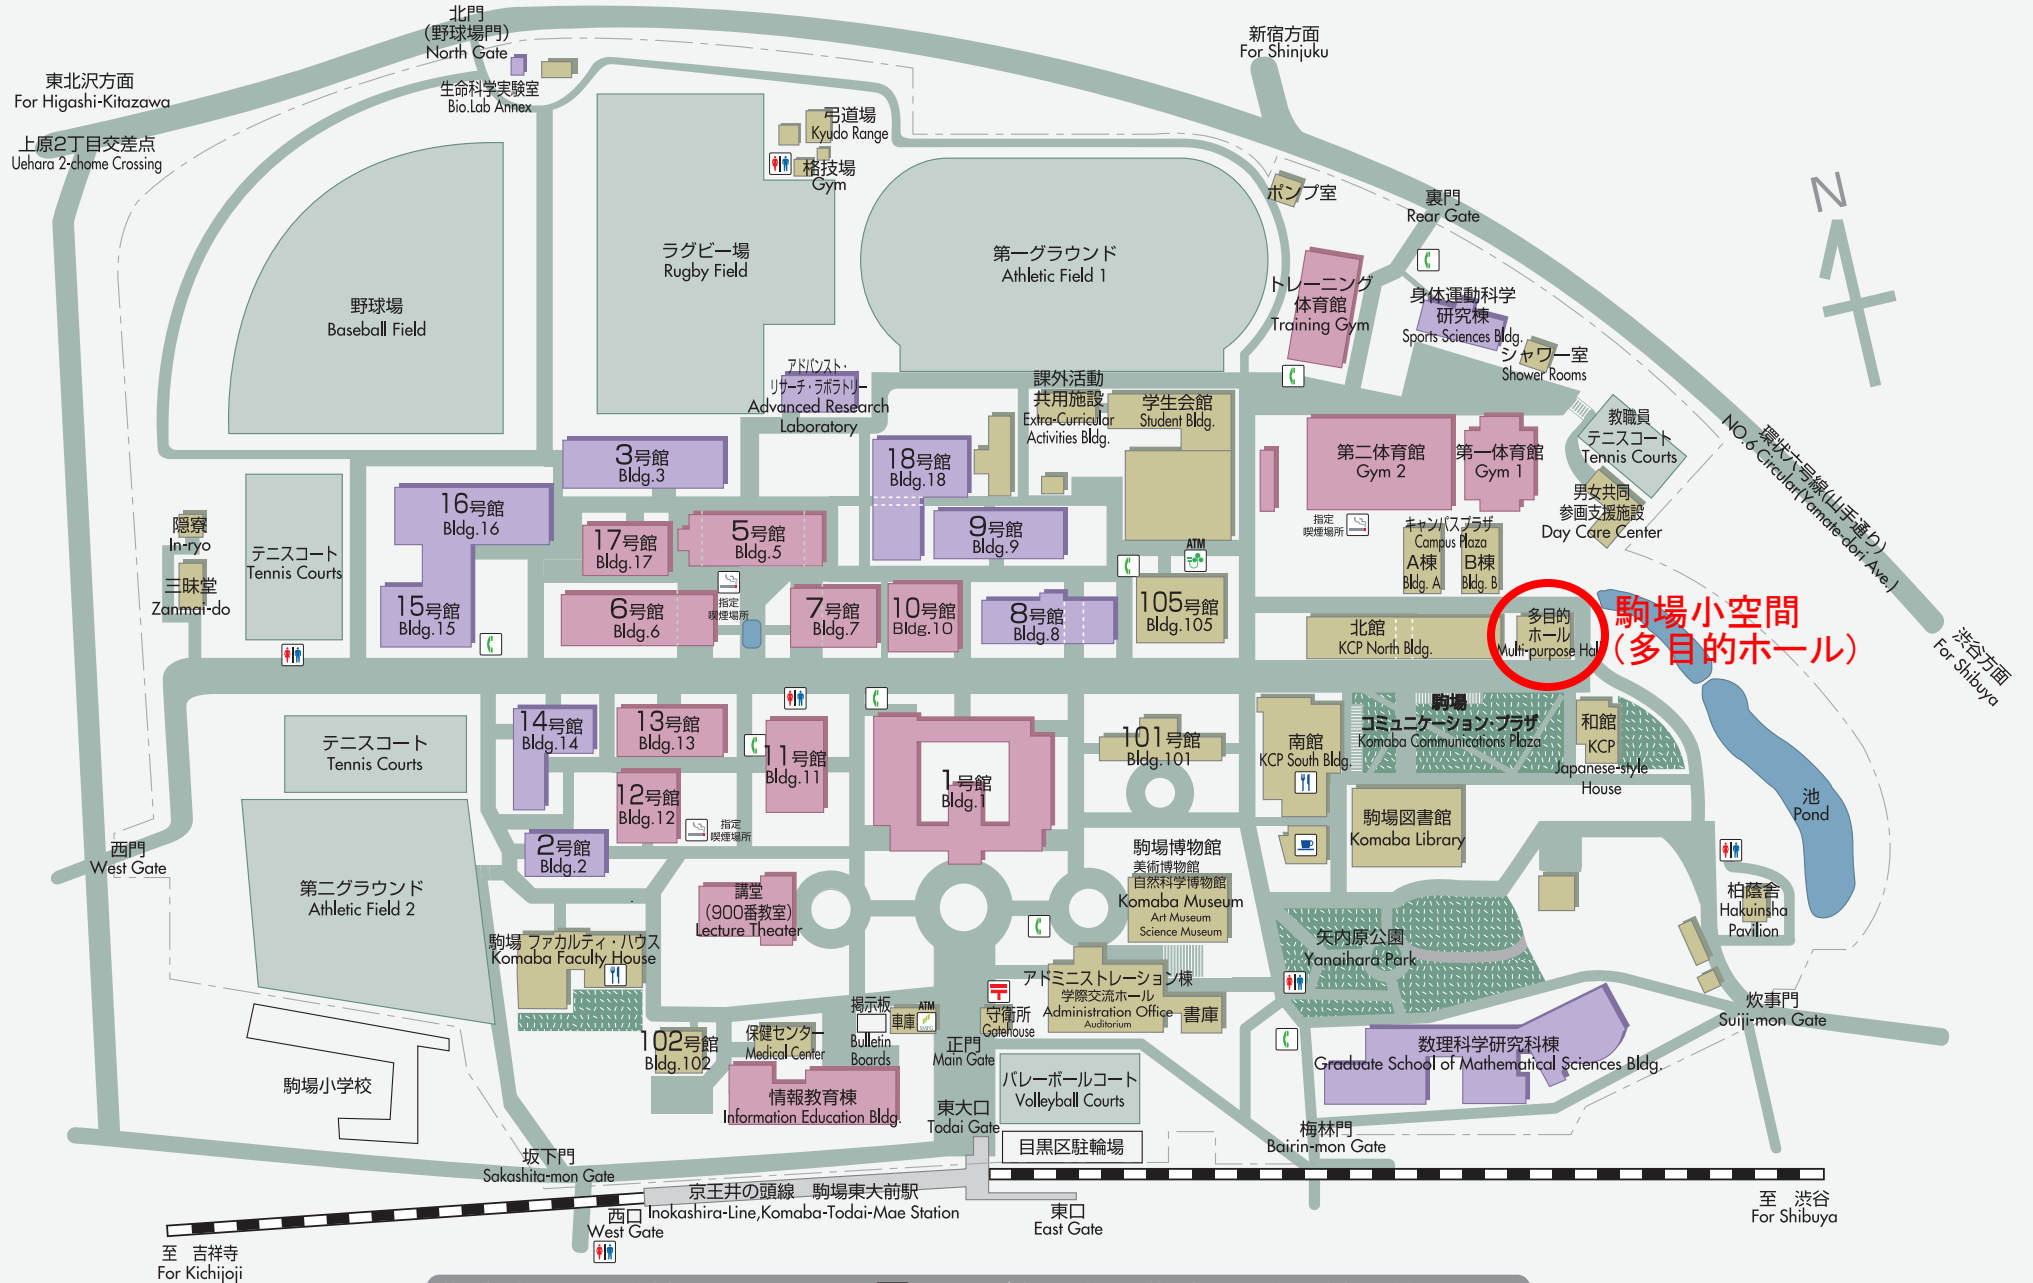 北門
(野球場門)
North Gate
生命科学実験室
Bio.Lab Annex
東北沢方面
For Higashi-Kitazawa
上原2丁目交差点
Uehara 2-chome Crossing
新宿方面
For Shinjuku
弓道場
Kyudo Range
格技場
Gym
ポンプ室
裏門
Rear Gate
N
野球場
Baseball Field
ラグビー場
Rugby Field
第一グラウンド
Athletic Field 1
トレーニング
体育館
Training Gym
身体運動科学
研究棟
Sports Sciences Bldg.
シャワー室
Shower Rooms
アドバンスト・
リサーチ・ラボラトリー
Advanced Research
Laboratory
課外活動
共用施設
Extra-Curricular
Activities Bldg.
学生会館
Student Bldg.
教職員
テニスコート
Tennis Courts
環状六号線(山手通り)
NO.6 Circular(Yamate-dori Ave.)
3号館
Bldg.3
18号館
Bldg.18
第二体育館
Gym 2
第一体育館
Gym 1
男女共同
参画支援施設
Day Care Center
16号館
Bldg.16
17号館
Bldg.17
5号館
Bldg.5
9号館
Bldg.9
指定
喫煙場所
キャンパスプラザ
Campus Plaza
A棟
Bldg. A
B棟
Bldg. B
隠寮
In-ryo
三昧堂
Zanmai-do
テニスコート
Tennis Courts
15号館
Bldg.15
6号館
Bldg.6
指定
喫煙場所
7号館
Bldg.7
10号館
Bldg.10
8号館
Bldg.8
ATM
105号館
Bldg.105
北館
KCP North Bldg.
多目的
ホール
Multi-purpose Hall
駒場小空間
(多目的ホール)
渋谷方面
For Shibuya
テニスコート
Tennis Courts
14号館
Bldg.14
13号館
Bldg.13
11号館
Bldg.11
12号館
Bldg.12
指定
喫煙場所
2号館
Bldg.2
1号館
Bldg.1
101号館
Bldg.101
南館
KCP South Bldg.
駒場
コミュニケーション・プラザ
Komaba Communications Plaza
和館
KCP
Japanese-style
House
池
Pond
駒場図書館
Komaba Library
西門
West Gate
第二グラウンド
Athletic Field 2
講堂
(900番教室)
Lecture Theater
駒場博物館
美術博物館
自然科学博物館
Komaba Museum
Art Museum
Science Museum
矢内原公園
Yanaihara Park
柏蔭舎
Hakuinsha
Pavilion
駒場 ファカルティ・ハウス
Komaba Faculty House
アドミニストレーション棟
学際交流ホール
Administration Office
Auditorium
書庫
掲示板
Bulletin
Boards
ATM
車庫
SMFG
守衛所
Gatehouse
炊事門
Suiji-mon Gate
102号館
Bldg.102
保健センター
Medical Center
正門
Main Gate
数理科学研究科棟
Graduate School of Mathematical Sciences Bldg.
駒場小学校
情報教育棟
Information Education Bldg.
バレーボールコート
Volleyball Courts
東大口
Todai Gate
目黒区駐輪場
梅林門
Bairin-mon Gate
坂下門
Sakashita-mon Gate
京王井の頭線 駒場東大前駅
Inokashira-Line,Komaba-Todai-Mae Station
西口
West Gate
東口
East Gate
至 渋谷
For Shibuya
至 吉祥寺
For Kichijoji